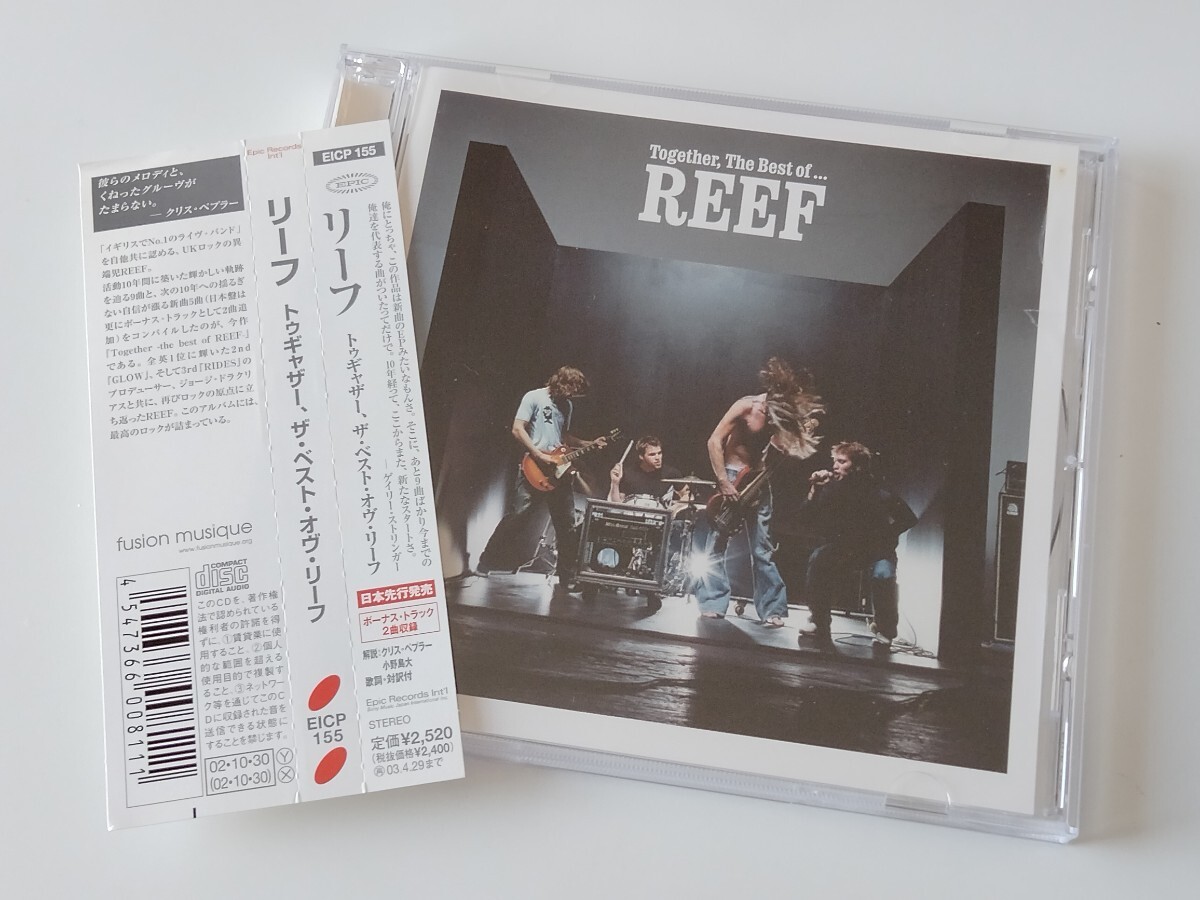 彼らのメロディと、
くねったグルーヴが
たまらない。
— クリス・ペプラー
「イギリスでNo.1のライヴ・バンド」
を自他共に認める、UKロックの異
端児REEF。
活動10年間に築いた輝かしい軌跡
を辿る9曲と、次の10年への揺るぎ
ない自信が漲る新曲5曲(日本盤は
更にボーナス・トラックとして2曲追
加)をコンパイルしたのが、今作
『Together -the best of REEF-』
である。全英1位に輝いた2nd
『GLOW』、そして3rd『RIDES』の
プロデューサー、ジョージ・ドラクリ
アスと共に、再びロックの原点に立
ち返ったREEF。このアルバムには、
最高のロックが詰まっている。
fusion musique
www.fusionmusique.org
COMPACT
disc
DIGITAL AUDIO
4 547366 008111
このCDを、著作権
法で認められている
権利者の許諾を得
ずに、①賃貸業に使
用すること、②個人
的な範囲を超える
使用目的で複製す
ること、③ネットワー
ク等を通じてこのC
Dに収録された音を
送信できる状態に
することを禁じます。
02・10・30 Y
(02・10・30) X
Epic Records
Int'l
リーフ トゥギャザー、ザ・ベスト・オヴ・リーフ
EICP
155
EICP 155
EPIC
リーフ
トゥギャザー、ザ・ベスト・オヴ・リーフ
俺にとっちゃ、この作品は新曲のEPみたいなもんさ。そこに、あと9曲ばかり今までの
俺達を代表する曲がついたってだけで。10年経って、ここからまた、新たなスタートさ。
— ゲイリー・ストリンガー
日本先行発売
ボーナス・トラック
2曲収録
解説:クリス・ペプラー
小野島大
歌詞・対訳付
Epic Records Int'l
Sony Music Japan International Inc.
STEREO
定価¥2,520
(税抜価格¥2,400)
再 03.4.29まで
Together, The Best of ...
REEF